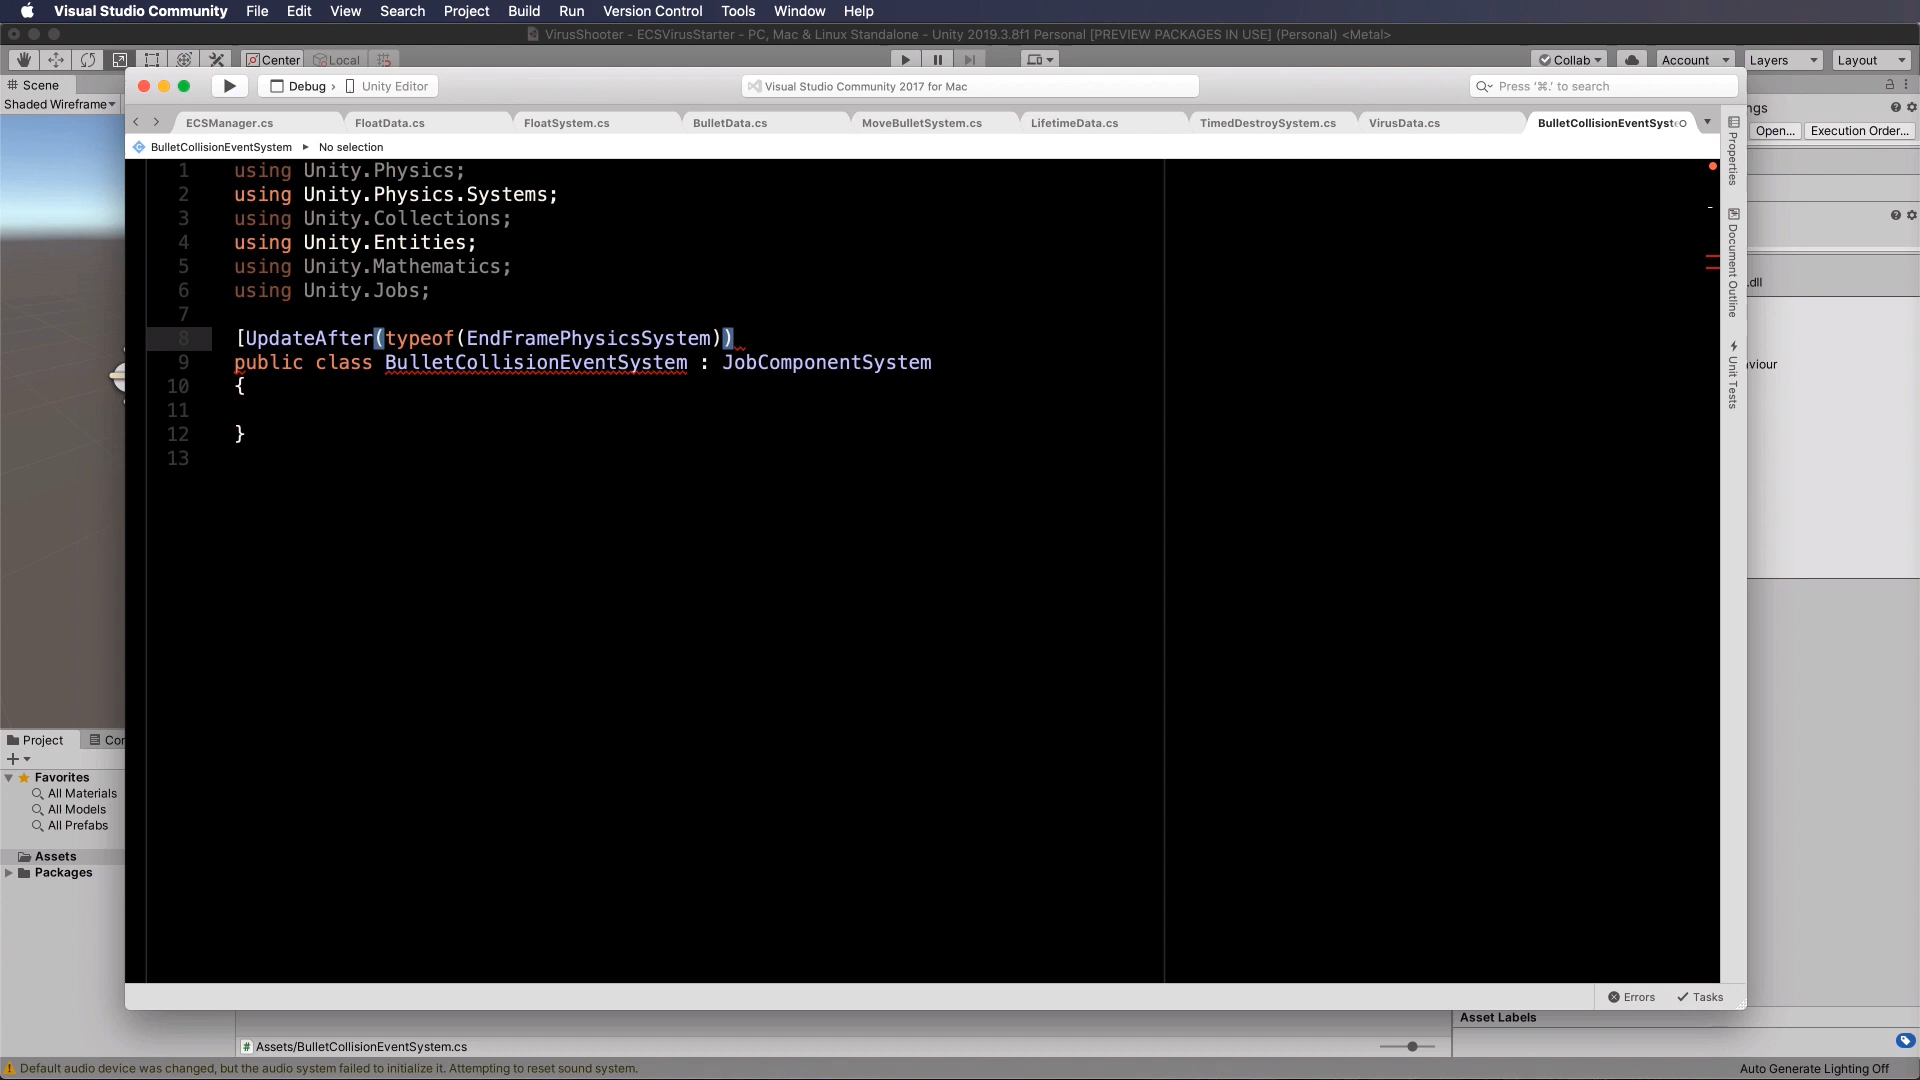 Visual Studio Community File Edit View Search Project Build Run Version Control Tools Window Help
VirusShooter - ECSVirusStarter - PC, Mac & Linux Standalone - Unity 2019.3.8f1 Personal [PREVIEW PACKAGES IN USE] (Personal) <Metal>
Center Local Collab Account Layers Layout
Scene
Shaded Wireframe
Debug › Unity Editor
Visual Studio Community 2017 for Mac
Press ‘⌘.’ to search
ngs
ECSManager.cs FloatData.cs FloatSystem.cs BulletData.cs MoveBulletSystem.cs LifetimeData.cs TimedDestroySystem.cs VirusData.cs BulletCollisionEventSyst
Open... Execution Order...
BulletCollisionEventSystem ▸ No selection
1 using Unity.Physics;
2 using Unity.Physics.Systems;
3 using Unity.Collections;
4 using Unity.Entities;
5 using Unity.Mathematics;
6 using Unity.Jobs;
7
8 [UpdateAfter(typeof(EndFramePhysicsSystem))
9 public class BulletCollisionEventSystem : JobComponentSystem
10 {
11
12 }
13
Properties
Document Outline
Unit Tests
.dll
viour
Project Con
Favorites
All Materials
All Models
All Prefabs
Assets
Packages
Errors Tasks
Asset Labels
Assets/BulletCollisionEventSystem.cs
Default audio device was changed, but the audio system failed to initialize it. Attempting to reset sound system.
Auto Generate Lighting Off